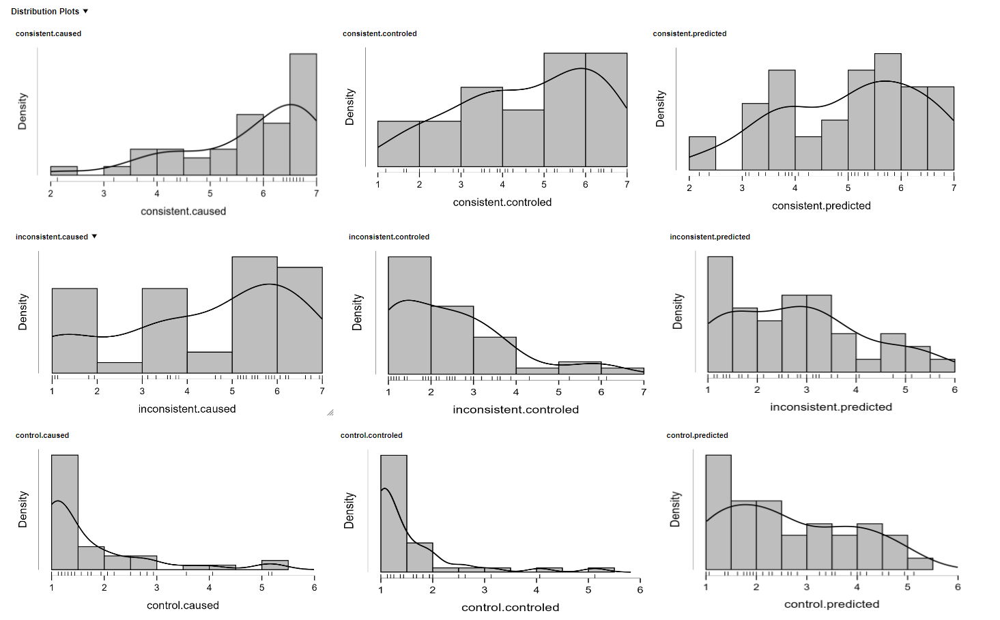 Distribution Plots ▼
consistent.caused
consistent.controled
consistent.predicted
Density
Density
Density
2 3 4 5 6 7
1 2 3 4 5 6 7
2 3 4 5 6 7
consistent.caused
consistent.controled
consistent.predicted
inconsistent.caused ▼
inconsistent.controled
inconsistent.predicted
Density
Density
Density
1 2 3 4 5 6 7
1 2 3 4 5 6 7
1 2 3 4 5 6
inconsistent.caused
inconsistent.controled
inconsistent.predicted
control.caused
control.controled
control.predicted
Density
Density
Density
1 2 3 4 5 6
1 2 3 4 5 6
1 2 3 4 5 6
control.caused
control.controled
control.predicted